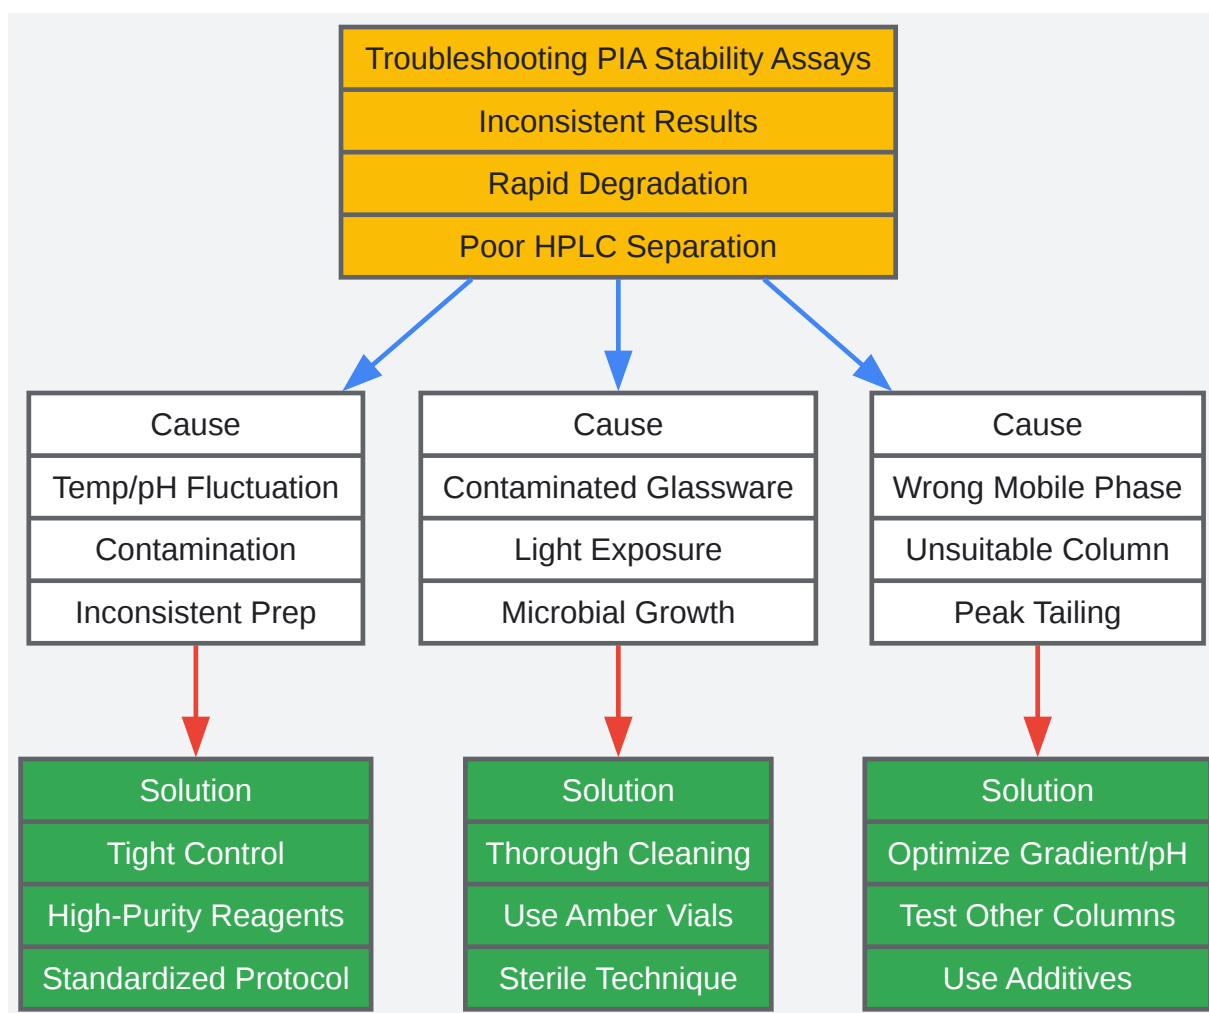 Troubleshooting PIA Stability Assays
Inconsistent Results
Rapid Degradation
Poor HPLC Separation
Cause
Temp/pH Fluctuation
Contamination
Inconsistent Prep
Cause
Contaminated Glassware
Light Exposure
Microbial Growth
Cause
Wrong Mobile Phase
Unsuitable Column
Peak Tailing
Solution
Tight Control
High-Purity Reagents
Standardized Protocol
Solution
Thorough Cleaning
Use Amber Vials
Sterile Technique
Solution
Optimize Gradient/pH
Test Other Columns
Use Additives